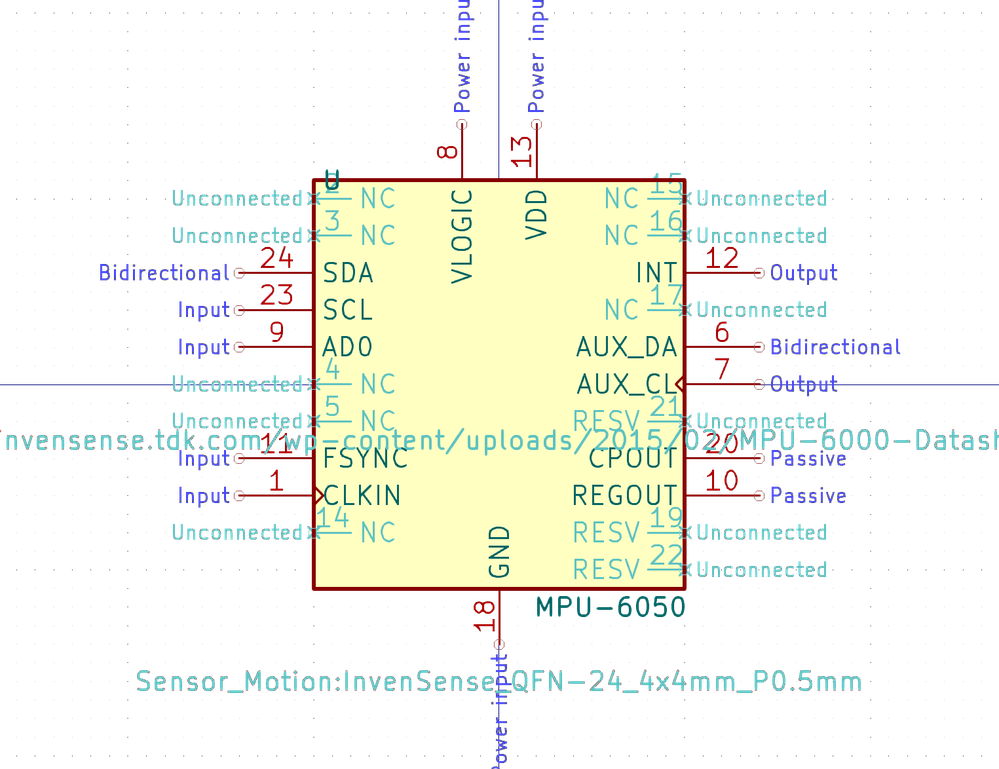 Power input Power input
8 13
U
Unconnected NC VLOGIC VDD NC 15 Unconnected
Unconnected 3 NC NC 16 Unconnected
Bidirectional 24 SDA INT 12 Output
Input 23 SCL NC 17 Unconnected
Input 9 AD0 AUX_DA 6 Bidirectional
Unconnected 4 NC AUX_CL 7 Output
Unconnected 5 NC RESV 21 Unconnected
nvensense.tdk.com/wp-content/uploads/2015/02/MPU-6000-Datash
Input 11 FSYNC CPOUT 20 Passive
Input 1 CLKIN REGOUT 10 Passive
Unconnected 14 NC RESV 19 Unconnected
GND RESV 22 Unconnected
18 MPU-6050
Sensor_Motion:InvenSense_QFN-24_4x4mm_P0.5mm
Power input